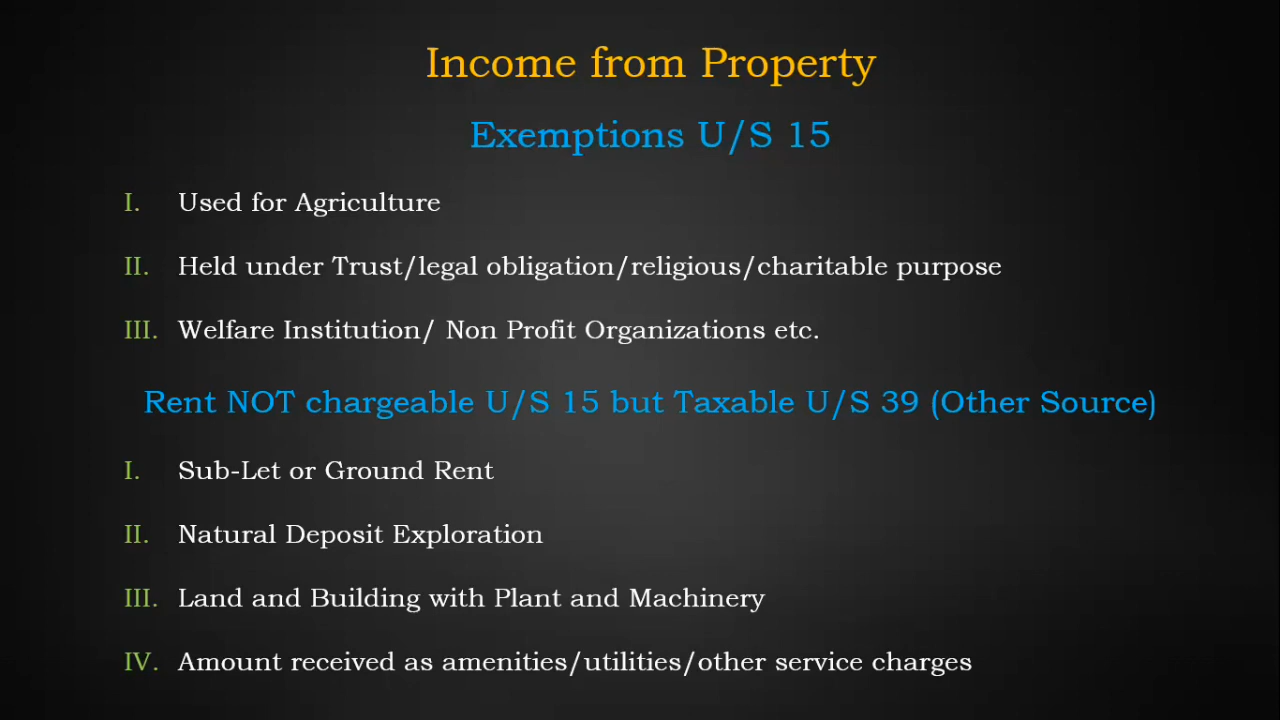 Income from Property
Exemptions U/S 15
I. Used for Agriculture
II. Held under Trust/legal obligation/religious/charitable purpose
III. Welfare Institution/ Non Profit Organizations etc.
Rent NOT chargeable U/S 15 but Taxable U/S 39 (Other Source)
I. Sub-Let or Ground Rent
II. Natural Deposit Exploration
III. Land and Building with Plant and Machinery
IV. Amount received as amenities/utilities/other service charges